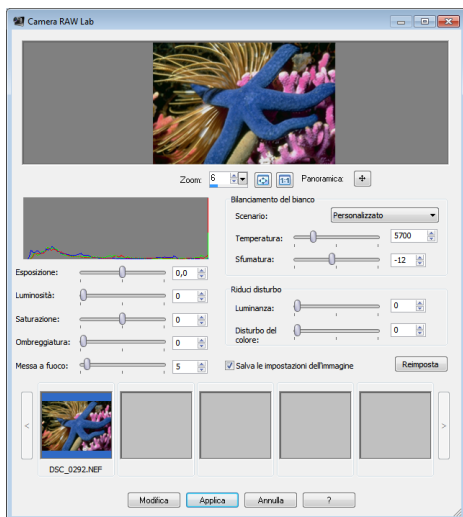 Camera RAW Lab
Zoom: 6 1:1 Panoramica:
Bilanciamento del bianco
Scenario: Personalizzato
Temperatura: 5700
Sfumatura: -12
Esposizione: 0,0
Luminosità: 0
Saturazione: 0
Ombreggiatura: 0
Messa a fuoco: 5
Riduci disturbo
Luminanza: 0
Disturbo del
colore: 0
Salva le impostazioni dell'immagine Reimposta
< >
DSC_0292.NEF
Modifica Applica Annulla ?